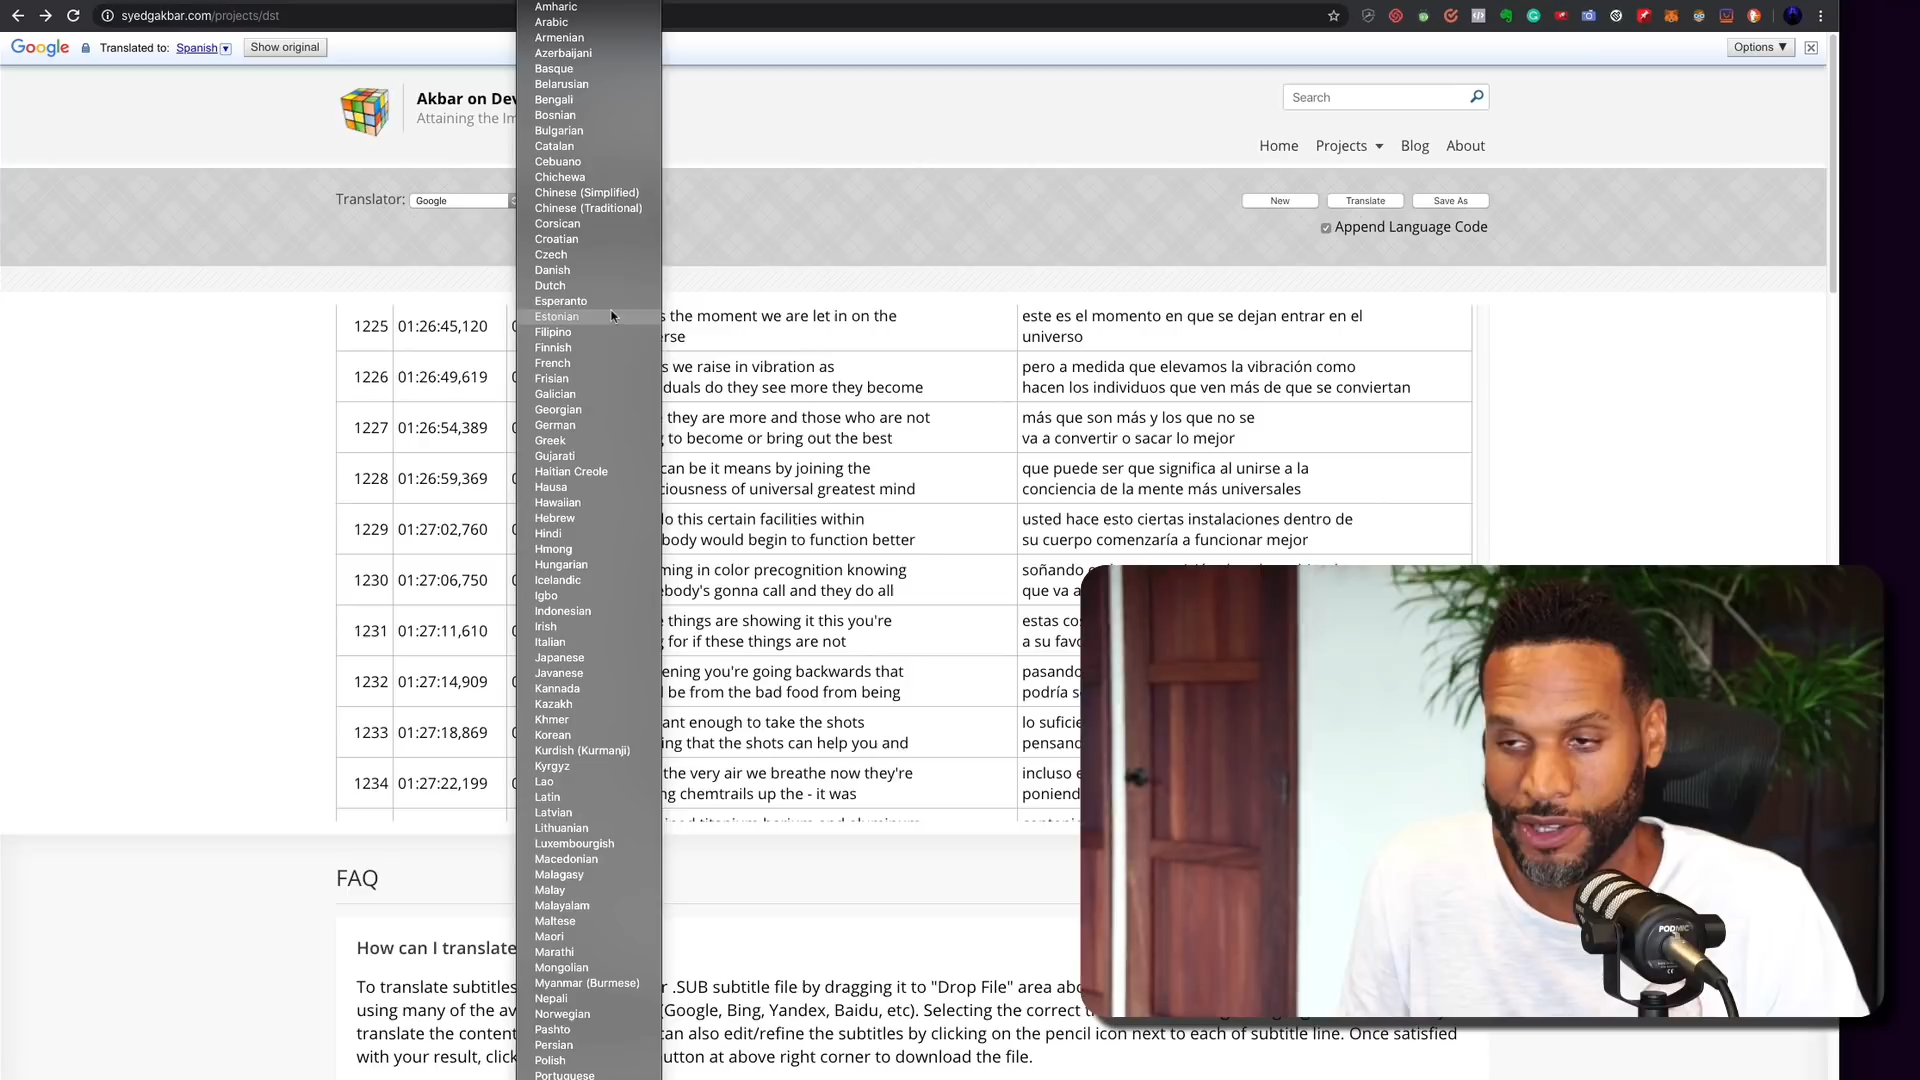 syedgakbar.com/projects/dst
Google
Translated to:
Spanish
Show original
Options ▼
Akbar on Dev
Attaining the Im
Search
Home
Projects
Blog
About
Translator:
Google
New
Translate
Save As
Append Language Code
Amharic
Arabic
Armenian
Azerbaijani
Basque
Belarusian
Bengali
Bosnian
Bulgarian
Catalan
Cebuano
Chichewa
Chinese (Simplified)
Chinese (Traditional)
Corsican
Croatian
Czech
Danish
Dutch
Esperanto
Estonian
Filipino
Finnish
French
Frisian
Galician
Georgian
German
Greek
Gujarati
Haitian Creole
Hausa
Hawaiian
Hebrew
Hindi
Hmong
Hungarian
Icelandic
Igbo
Indonesian
Irish
Italian
Japanese
Javanese
Kannada
Kazakh
Khmer
Korean
Kurdish (Kurmanji)
Kyrgyz
Lao
Latin
Latvian
Lithuanian
Luxembourgish
Macedonian
Malagasy
Malay
Malayalam
Maltese
Maori
Marathi
Mongolian
Myanmar (Burmese)
Nepali
Norwegian
Pashto
Persian
Polish
Portuguese
1225 01:26:45,120
s the moment we are let in on the
erse
este es el momento en que se dejan entrar en el
universo
1226 01:26:49,619
s we raise in vibration as
duals do they see more they become
pero a medida que elevamos la vibración como
hacen los individuos que ven más de que se conviertan
1227 01:26:54,389
they are more and those who are not
to become or bring out the best
más que son más y los que no se
va a convertir o sacar lo mejor
1228 01:26:59,369
can be it means by joining the
ciousness of universal greatest mind
que puede ser que significa al unirse a la
conciencia de la mente más universales
1229 01:27:02,760
o this certain facilities within
body would begin to function better
usted hace esto ciertas instalaciones dentro de
su cuerpo comenzaría a funcionar mejor
1230 01:27:06,750
ming in color precognition knowing
ebody's gonna call and they do all
soñando
que va a
1231 01:27:11,610
things are showing it this you're
for if these things are not
estas cos
a su favo
1232 01:27:14,909
ening you're going backwards that
be from the bad food from being
pasando
podría s
1233 01:27:18,869
ant enough to take the shots
ing that the shots can help you and
lo suficie
pensand
1234 01:27:22,199
the very air we breathe now they're
ng chemtrails up the - it was
incluso e
poniend
FAQ
How can I translate
To translate subtitles
r .SUB subtitle file by dragging it to "Drop File" area abo
using many of the av
(Google, Bing, Yandex, Baidu, etc). Selecting the correct t
translate the content
can also edit/refine the subtitles by clicking on the pencil icon next to each of subtitle line. Once satisfied
with your result, click
utton at above right corner to download the file.
PODMIC